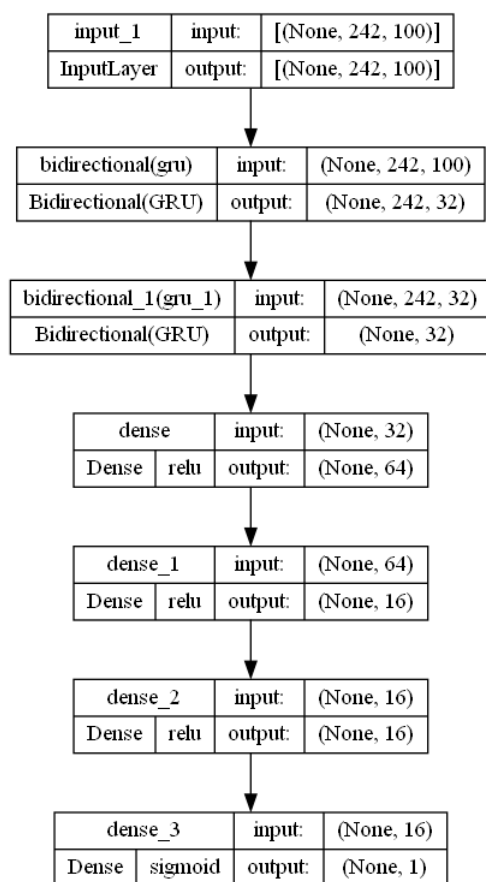 input_1 input: [(None, 242, 100)]
InputLayer output: [(None, 242, 100)]
bidirectional(gru) input: (None, 242, 100)
Bidirectional(GRU) output: (None, 242, 32)
bidirectional_1(gru_1) input: (None, 242, 32)
Bidirectional(GRU) output: (None, 32)
dense input: (None, 32)
Dense relu output: (None, 64)
dense_1 input: (None, 64)
Dense relu output: (None, 16)
dense_2 input: (None, 16)
Dense relu output: (None, 16)
dense_3 input: (None, 16)
Dense sigmoid output: (None, 1)